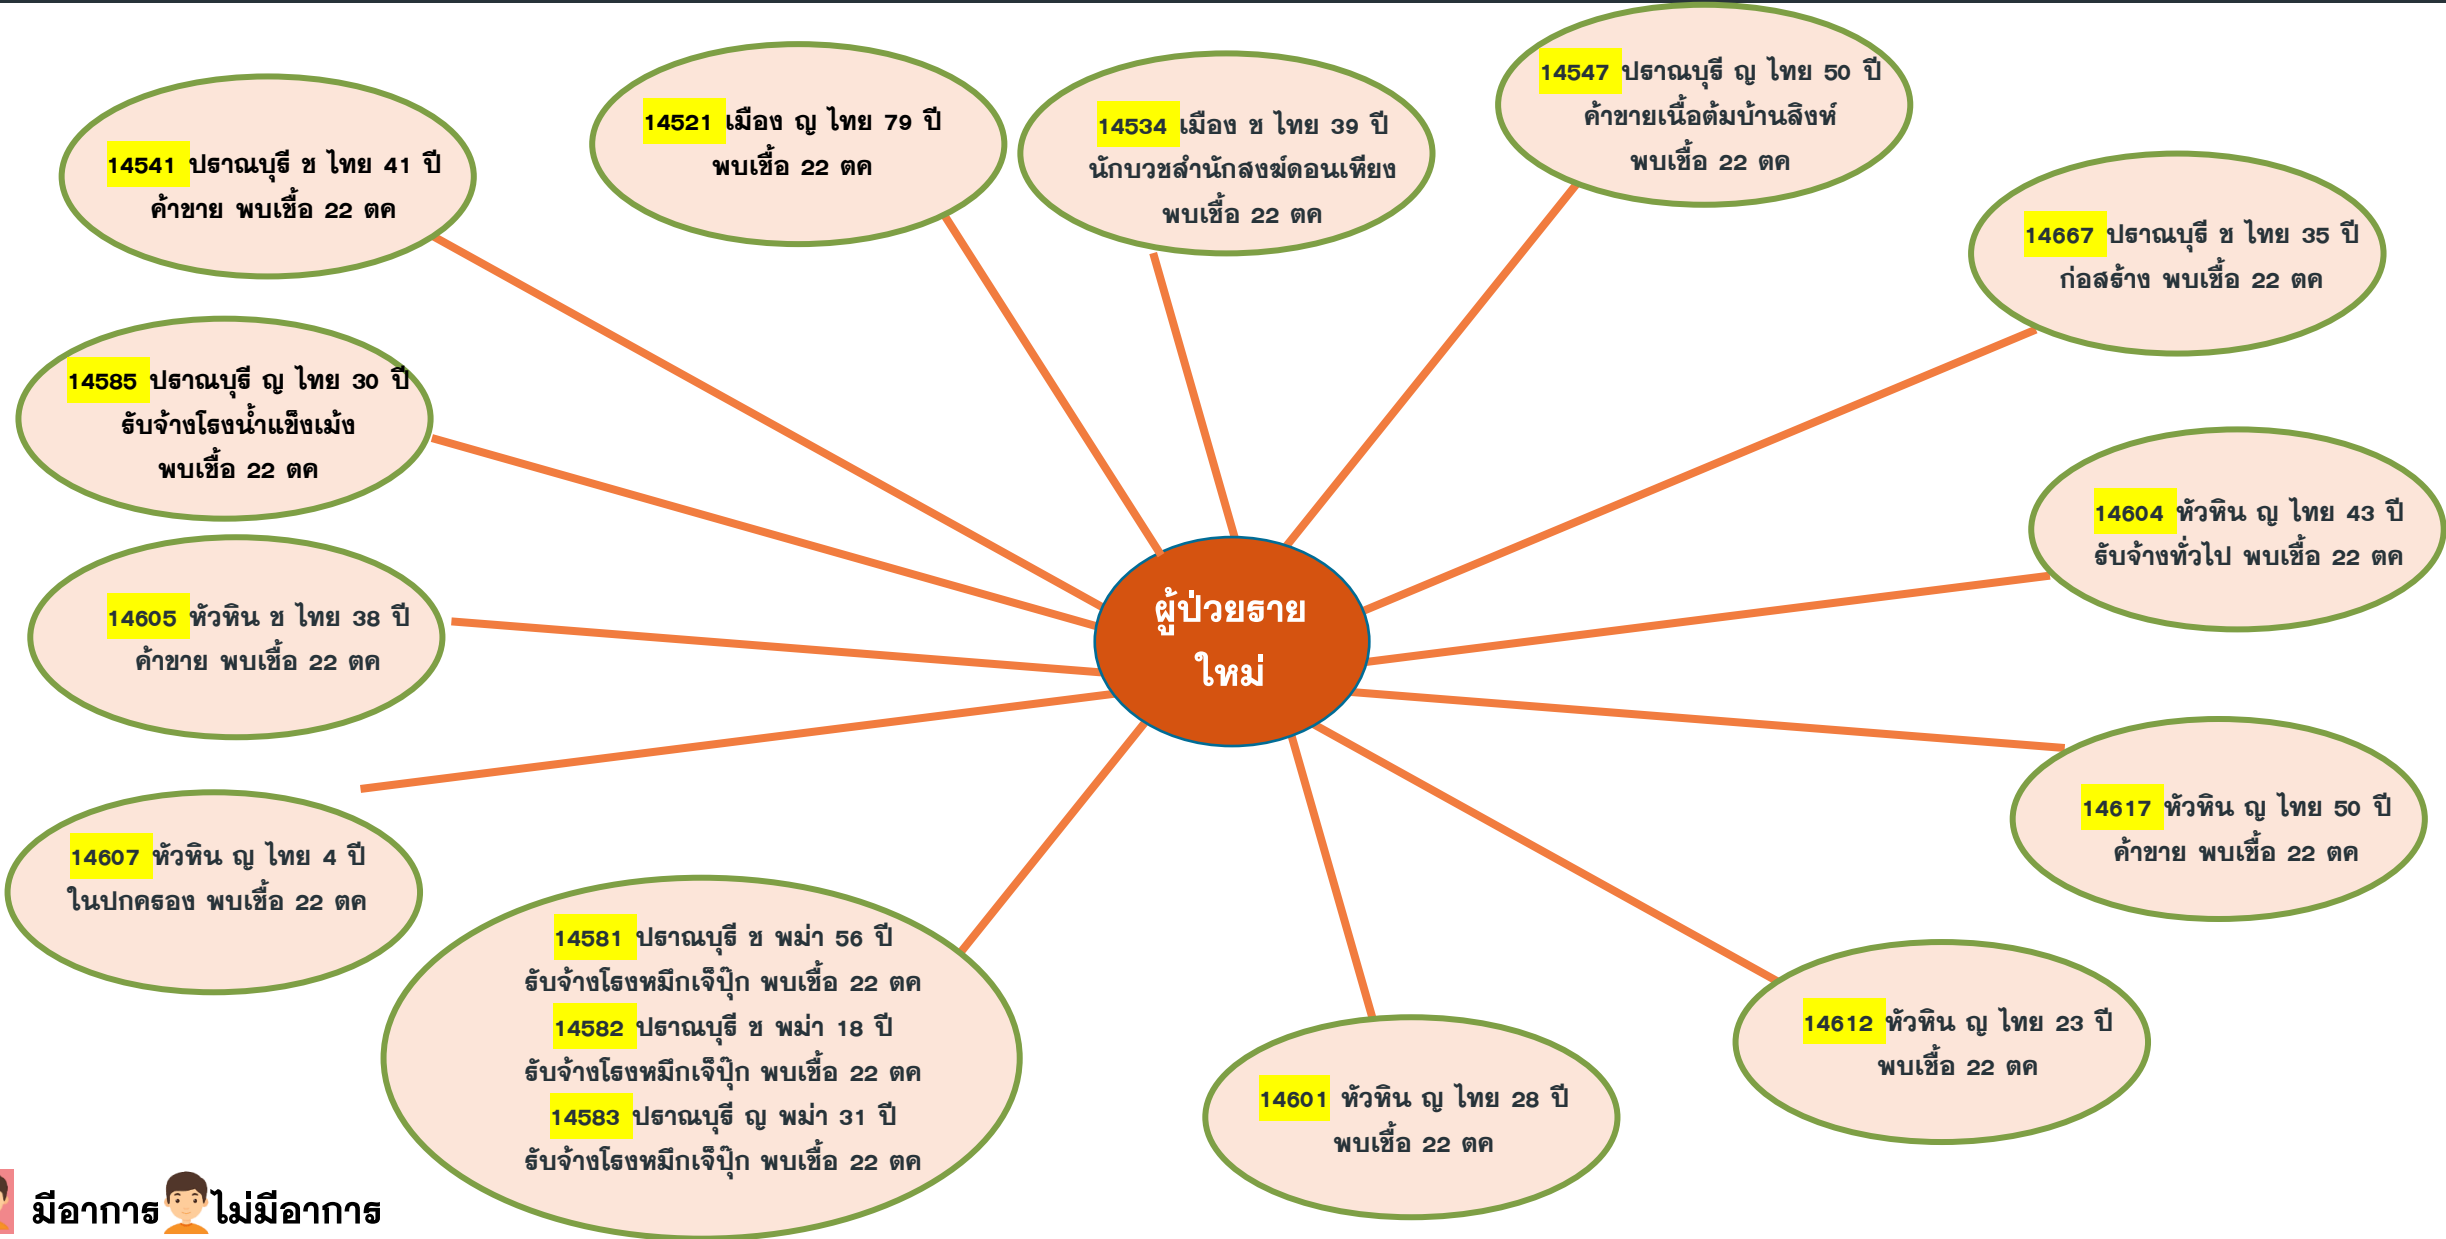 14541 ปราณบุรี ช ไทย 41 ปี
ค้าขาย พบเชื้อ 22 ตค
14521 เมือง ญ ไทย 79 ปี
พบเชื้อ 22 ตค
14534 เมือง ช ไทย 39 ปี
นักบวชสำนักสงฆ์ดอนเทียง
พบเชื้อ 22 ตค
14547 ปราณบุรี ญ ไทย 50 ปี
ค้าขายเนื้อต้มบ้านสิงห์
พบเชื้อ 22 ตค
14667 ปราณบุรี ช ไทย 35 ปี
ก่อสร้าง พบเชื้อ 22 ตค
14585 ปราณบุรี ญ ไทย 30 ปี
รับจ้างโรงน้ำแข็งเม้ง
พบเชื้อ 22 ตค
14604 หัวหิน ญ ไทย 43 ปี
รับจ้างทั่วไป พบเชื้อ 22 ตค
14605 หัวหิน ช ไทย 38 ปี
ค้าขาย พบเชื้อ 22 ตค
ผู้ป่วยราย
ใหม่
14617 หัวหิน ญ ไทย 50 ปี
ค้าขาย พบเชื้อ 22 ตค
14607 หัวหิน ญ ไทย 4 ปี
ในปกครอง พบเชื้อ 22 ตค
14581 ปราณบุรี ช พม่า 56 ปี
รับจ้างโรงหมึกเจ็ปุ๊ก พบเชื้อ 22 ตค
14582 ปราณบุรี ช พม่า 18 ปี
รับจ้างโรงหมึกเจ็ปุ๊ก พบเชื้อ 22 ตค
14583 ปราณบุรี ญ พม่า 31 ปี
รับจ้างโรงหมึกเจ็ปุ๊ก พบเชื้อ 22 ตค
14601 หัวหิน ญ ไทย 28 ปี
พบเชื้อ 22 ตค
14612 หัวหิน ญ ไทย 23 ปี
พบเชื้อ 22 ตค
มีอาการ ไม่มีอาการ